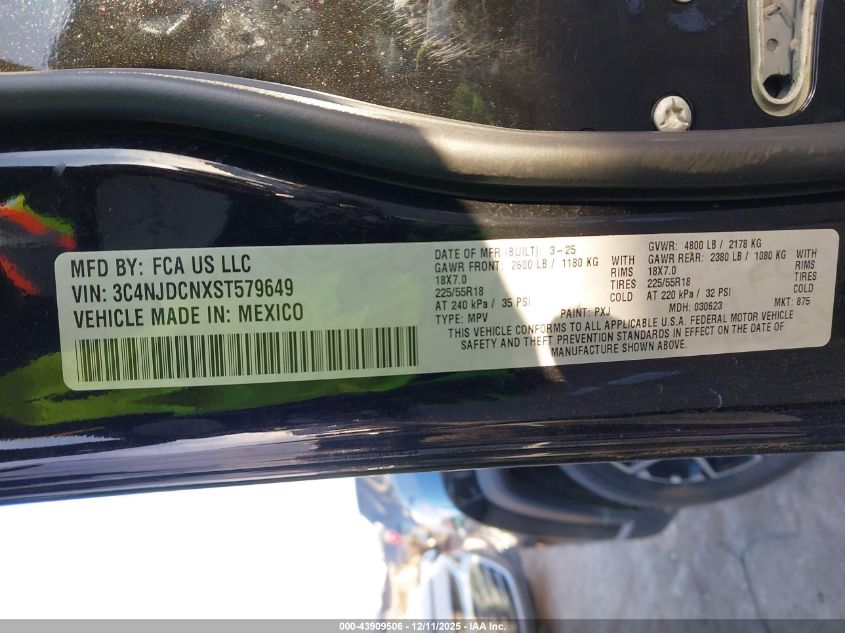 MFD BY: FCA US LLC
VIN: 3C4NJDCNXST579649
VEHICLE MADE IN: MEXICO
DATE OF MFR (BUILT): 3-25 GVWR: 4800 LB / 2178 KG
GAWR FRONT: 2600 LB / 1180 KG WITH GAWR REAR: 2380 LB / 1080 KG WITH
18X7.0 RIMS 18X7.0 RIMS
225/55R18 TIRES 225/55R18 TIRES
AT 240 kPa / 35 PSI COLD AT 220 kPa / 32 PSI COLD
TYPE: MPV PAINT: PXJ MDH: 030623 MKT: 875
THIS VEHICLE CONFORMS TO ALL APPLICABLE U.S.A. FEDERAL MOTOR VEHICLE
SAFETY AND THEFT PREVENTION STANDARDS IN EFFECT ON THE DATE OF
MANUFACTURE SHOWN ABOVE.
000-43909506 - 12/11/2025 - IAA Inc.